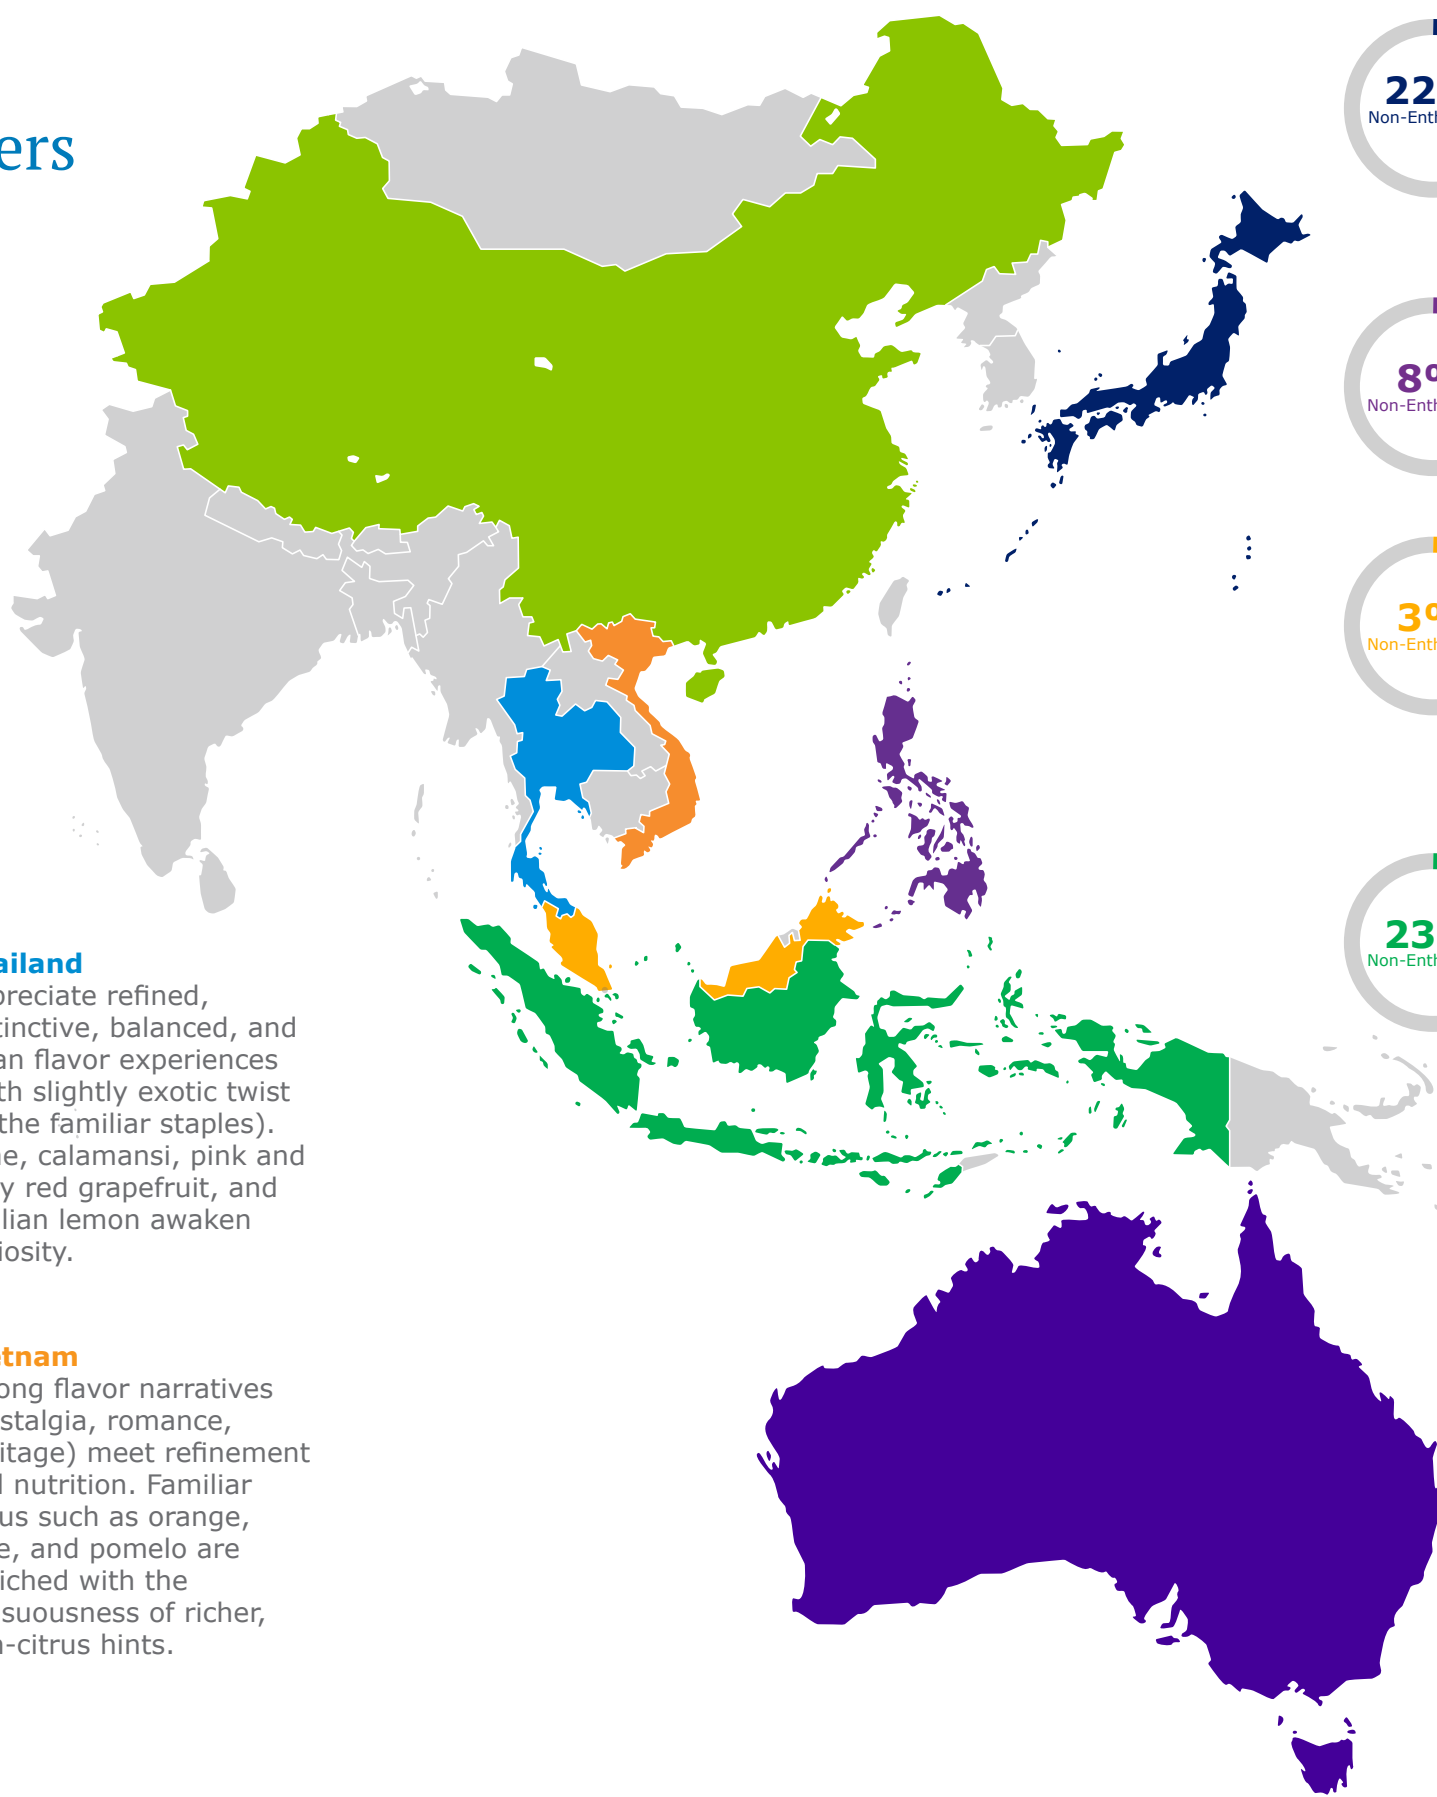 ers
22
Non-Enth
8%
Non-Enth
3%
Non-Enth
ailand
preciate refined,
tinctive, balanced, and
an flavor experiences
th slightly exotic twist
the familiar staples).
e, calamansi, pink and
y red grapefruit, and
lian lemon awaken
iosity.
23
Non-Enth
etnam
ong flavor narratives
stalgia, romance,
itage) meet refinement
d nutrition. Familiar
us such as orange,
e, and pomelo are
iched with the
suousness of richer,
-citrus hints.